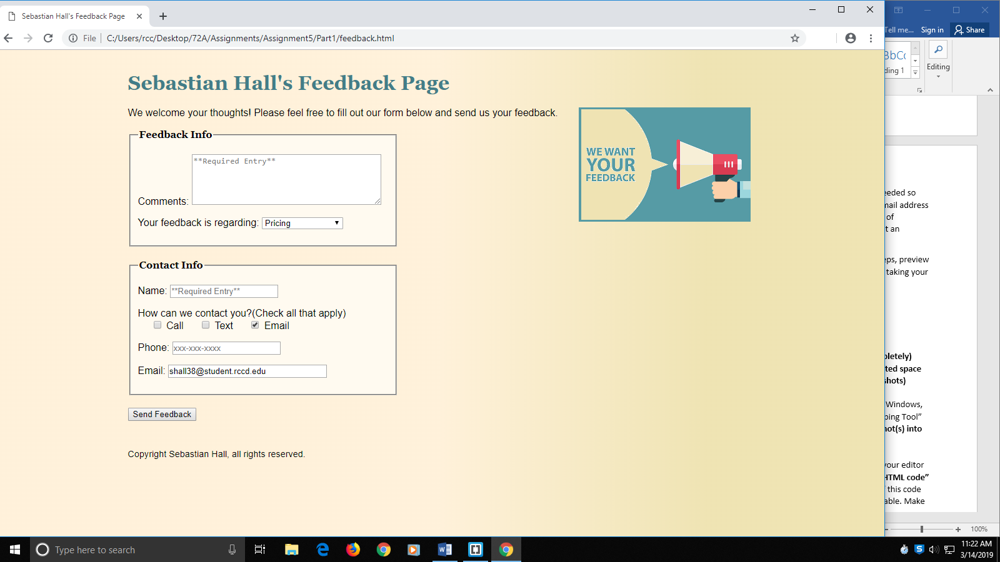 Sebastian Hall's Feedback Page
Tell me... Sign in Share
File C:/Users/rcc/Desktop/72A/Assignments/Assignment5/Part1/feedback.html
Editing
ding 1
Sebastian Hall's Feedback Page
We welcome your thoughts! Please feel free to fill out our form below and send us your feedback.
WE WANT
YOUR
FEEDBACK
Feedback Info
**Required Entry**
Comments:
Your feedback is regarding: Pricing
Contact Info
Name: **Required Entry**
How can we contact you?(Check all that apply)
Call Text Email
Phone: xxx-xxx-xxxx
Email: shall38@student.rccd.edu
Send Feedback
Copyright Sebastian Hall, all rights reserved.
eeded so
mail address
of
t an
eps, preview
taking your
pletely)
ted space
shots)
Windows,
ping Tool”
hot(s) into
your editor
HTML code”
this code
able. Make
100%
Type here to search
11:22 AM
3/14/2019